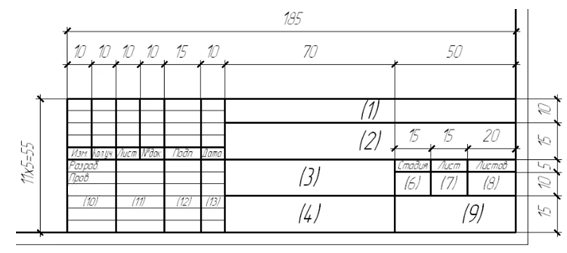 185
10 10 10 10 15 10 70 50
(1) 10
(2) 15 15 20 15
11х5=55
Изм. Кол.уч. Лист №док. Подп. Дата
Разраб. (3) Стадия Лист Листов 5
Пров. (6) (7) (8) 10
(10) (11) (12) (13) (4) (9) 15